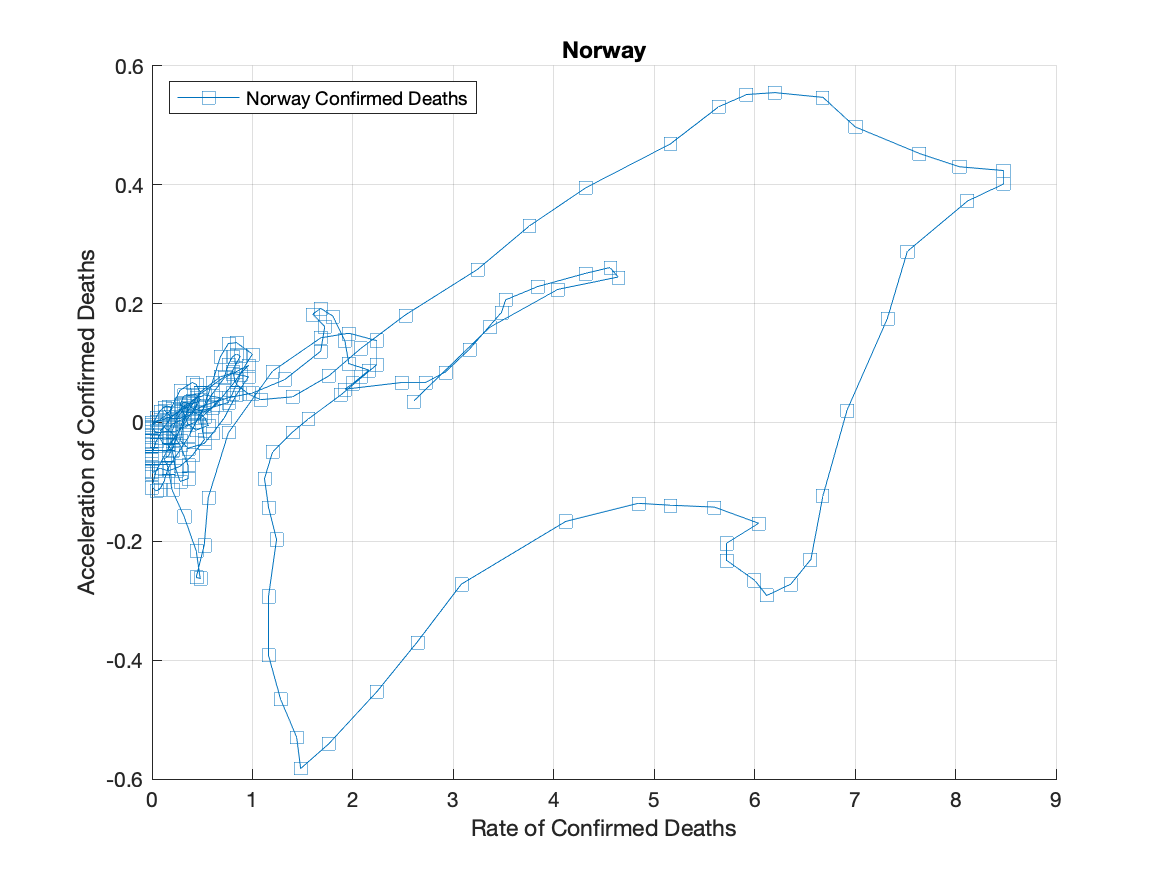 Norway
Norway Confirmed Deaths
Acceleration of Confirmed Deaths
0.6
0.4
0.2
0
-0.2
-0.4
-0.6
0 1 2 3 4 5 6 7 8 9
Rate of Confirmed Deaths